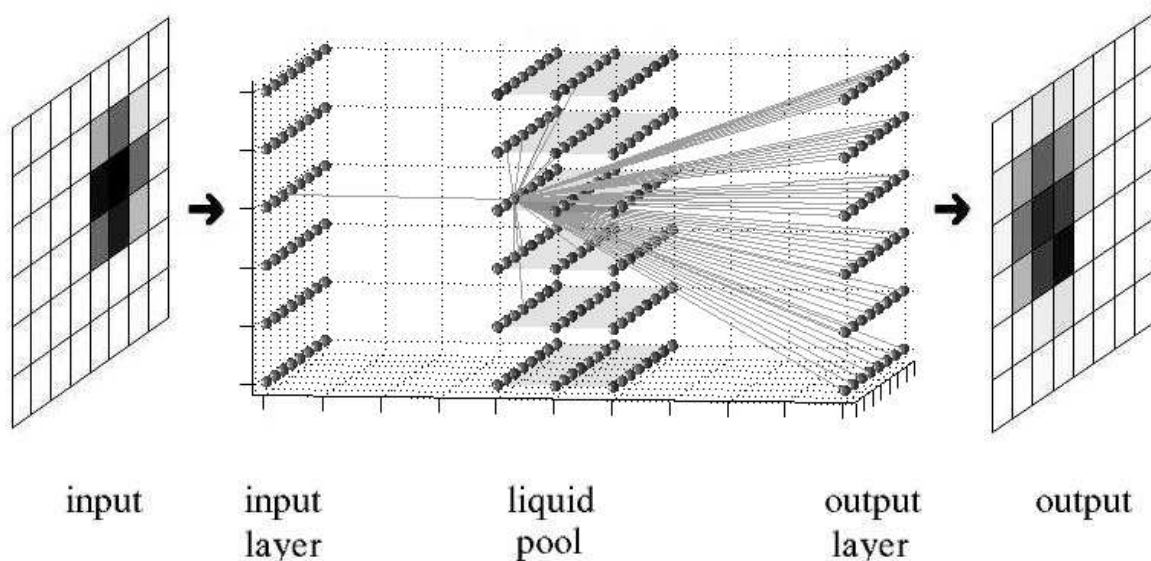 input
input
layer
liquid
pool
output
layer
output